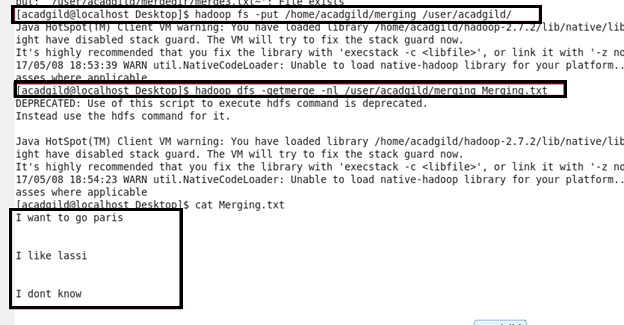 put: `/user/acadgild/mergedir/merge3.txt~': File exists
[acadgild@localhost Desktop]$ hadoop fs -put /home/acadgild/merging /user/acadgild/
Java HotSpot(TM) Client VM warning: You have loaded library /home/acadgild/hadoop-2.7.2/lib/native/lib
ight have disabled stack guard. The VM will try to fix the stack guard now.
It's highly recommended that you fix the library with 'execstack -c <libfile>', or link it with '-z no
17/05/08 18:53:39 WARN util.NativeCodeLoader: Unable to load native-hadoop library for your platform..
asses where applicable
[acadgild@localhost Desktop]$ hadoop dfs -getmerge -nl /user/acadgild/merging Merging.txt
DEPRECATED: Use of this script to execute hdfs command is deprecated.
Instead use the hdfs command for it.
Java HotSpot(TM) Client VM warning: You have loaded library /home/acadgild/hadoop-2.7.2/lib/native/lib
ight have disabled stack guard. The VM will try to fix the stack guard now.
It's highly recommended that you fix the library with 'execstack -c <libfile>', or link it with '-z no
17/05/08 18:54:23 WARN util.NativeCodeLoader: Unable to load native-hadoop library for your platform..
asses where applicable
[acadgild@localhost Desktop]$ cat Merging.txt
I want to go paris
I like lassi
I dont know